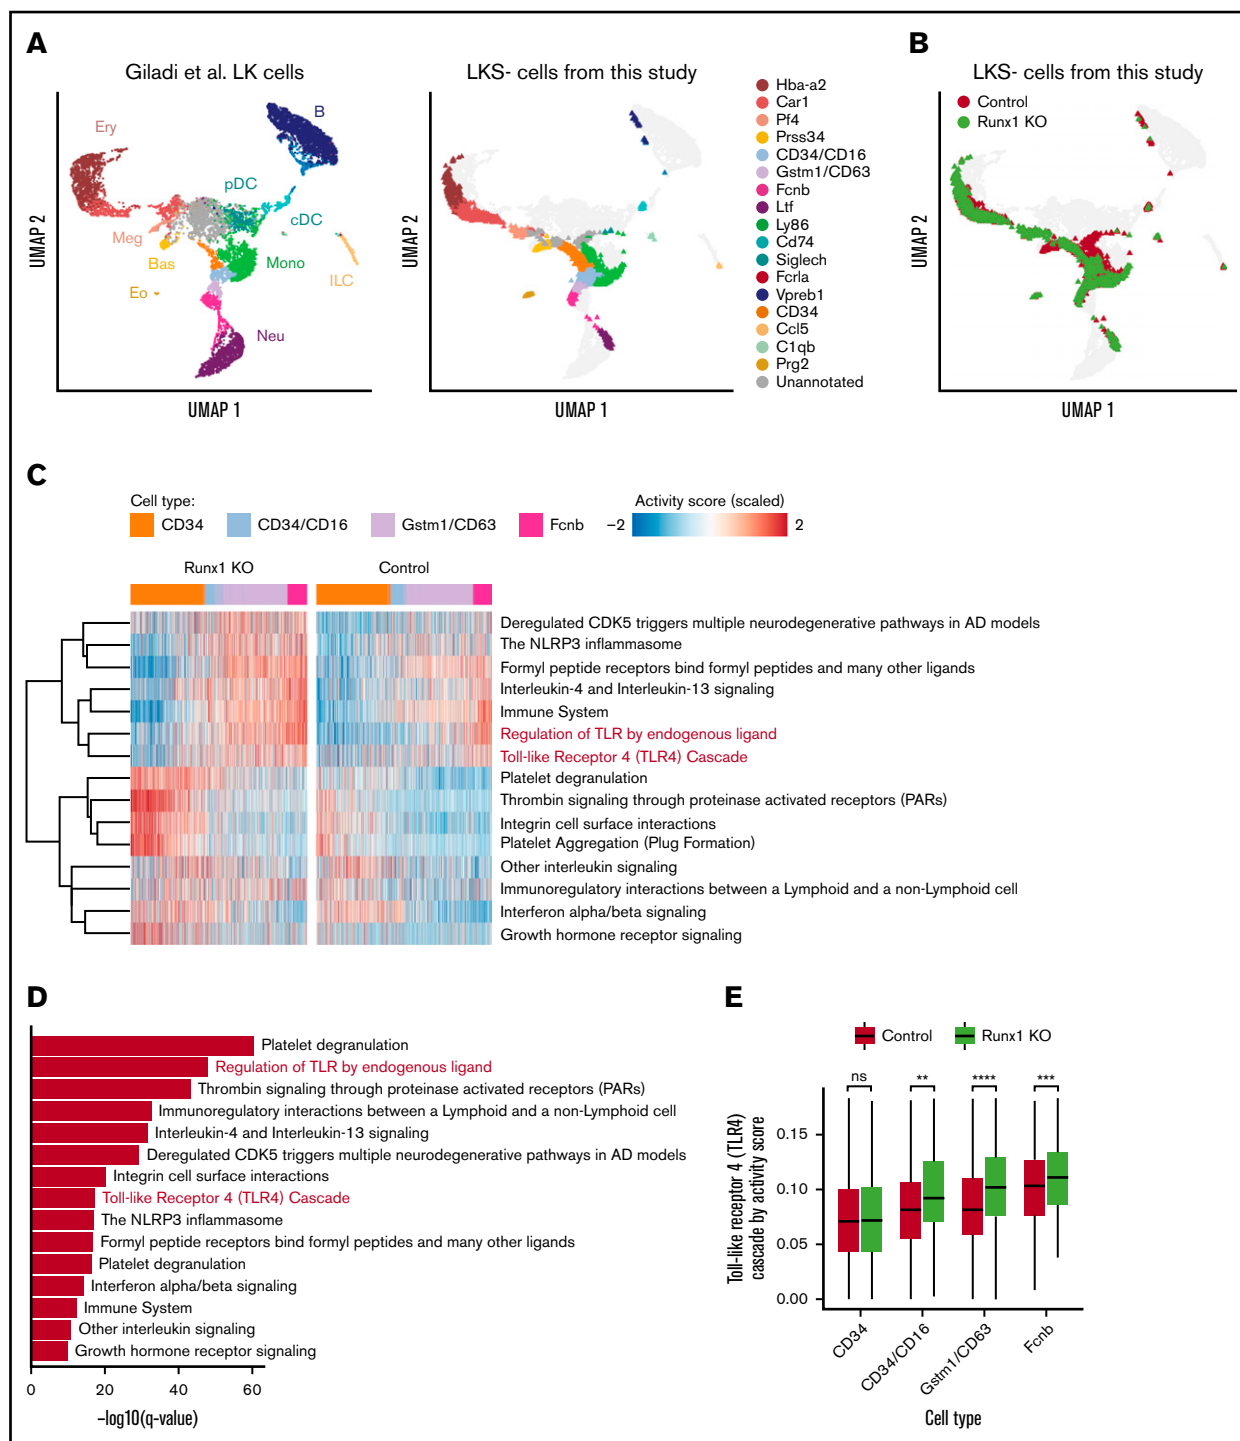 A
Giladi et al. LK cells
Ery
B
pDC
cDC
Meg
Bas
Mono
ILC
Eo
Neu
UMAP 2
UMAP 1
LKS- cells from this study
UMAP 2
UMAP 1
Hba-a2
Car1
Pf4
Prss34
CD34/CD16
Gstm1/CD63
Fcnb
Ltf
Ly86
Cd74
Siglech
Fcrla
Vpreb1
CD34
Ccl5
C1qb
Prg2
Unannotated
B
LKS- cells from this study
Control
Runx1 KO
UMAP 2
UMAP 1
C
Cell type:
CD34
CD34/CD16
Gstm1/CD63
Fcnb
Activity score (scaled)
−2
2
Runx1 KO
Control
Deregulated CDK5 triggers multiple neurodegenerative pathways in AD models
The NLRP3 inflammasome
Formyl peptide receptors bind formyl peptides and many other ligands
Interleukin-4 and Interleukin-13 signaling
Immune System
Regulation of TLR by endogenous ligand
Toll-like Receptor 4 (TLR4) Cascade
Platelet degranulation
Thrombin signaling through proteinase activated receptors (PARs)
Integrin cell surface interactions
Platelet Aggregation (Plug Formation)
Other interleukin signaling
Immunoregulatory interactions between a Lymphoid and a non-Lymphoid cell
Interferon alpha/beta signaling
Growth hormone receptor signaling
D
Platelet degranulation
Regulation of TLR by endogenous ligand
Thrombin signaling through proteinase activated receptors (PARs)
Immunoregulatory interactions between a Lymphoid and a non-Lymphoid cell
Interleukin-4 and Interleukin-13 signaling
Deregulated CDK5 triggers multiple neurodegenerative pathways in AD models
Integrin cell surface interactions
Toll-like Receptor 4 (TLR4) Cascade
The NLRP3 inflammasome
Formyl peptide receptors bind formyl peptides and many other ligands
Platelet degranulation
Interferon alpha/beta signaling
Immune System
Other interleukin signaling
Growth hormone receptor signaling
0 20 40 60
−log10(q-value)
E
Control
Runx1 KO
ns
**
****
***
Toll-like receptor 4 (TLR4)
cascade by activity score
0.15
0.10
0.05
0.00
CD34
CD34/CD16
Gstm1/CD63
Fcnb
Cell type